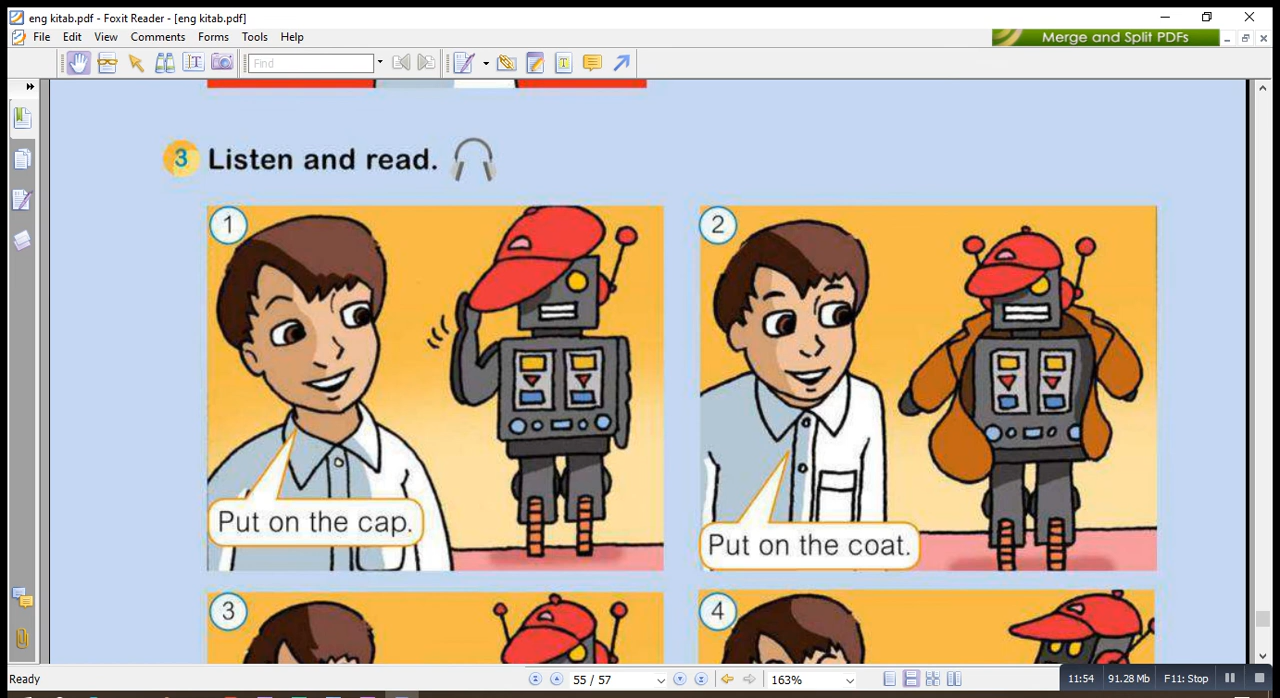 eng kitab.pdf - Foxit Reader - [eng kitab.pdf]
File Edit View Comments Forms Tools Help
Merge and Split PDFs
Find
3 Listen and read.
1
2
Put on the cap.
Put on the coat.
3
4
Ready
55 / 57
163%
11:54 91.28 Mb F11: Stop